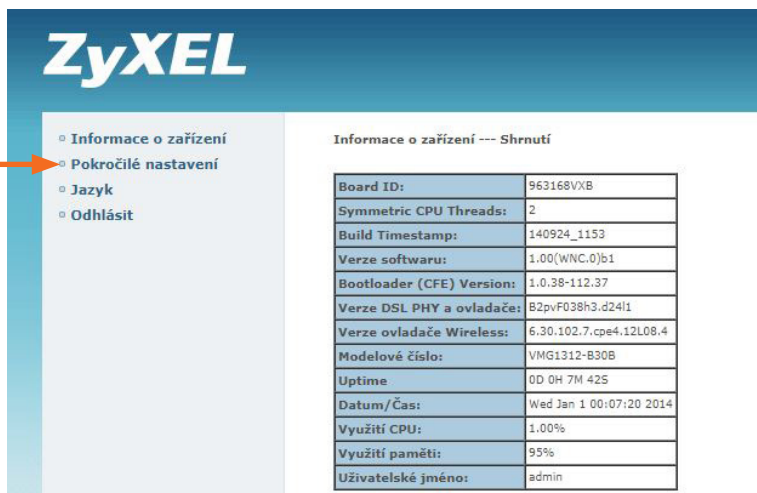 ZyXEL
Informace o zařízení
Pokročilé nastavení
Jazyk
Odhlásit
Informace o zařízení --- Shrnutí
Board ID: 963168VXB
Symmetric CPU Threads: 2
Build Timestamp: 140924_1153
Verze softwaru: 1.00(WNC.0)b1
Bootloader (CFE) Version: 1.0.38-112.37
Verze DSL PHY a ovladače: B2pvF038h3.d24l1
Verze ovladače Wireless: 6.30.102.7.cpe4.12L08.4
Modelové číslo: VMG1312-B30B
Uptime 0D 0H 7M 42S
Datum/Čas: Wed Jan 1 00:07:20 2014
Využití CPU: 1.00%
Využití paměti: 95%
Uživatelské jméno: admin